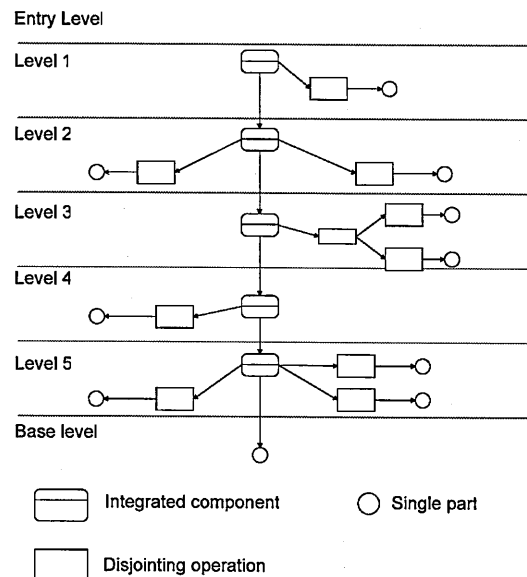 Entry Level
Level 1
Level 2
Level 3
Level 4
Level 5
Base level
Integrated component
Single part
Disjointing operation